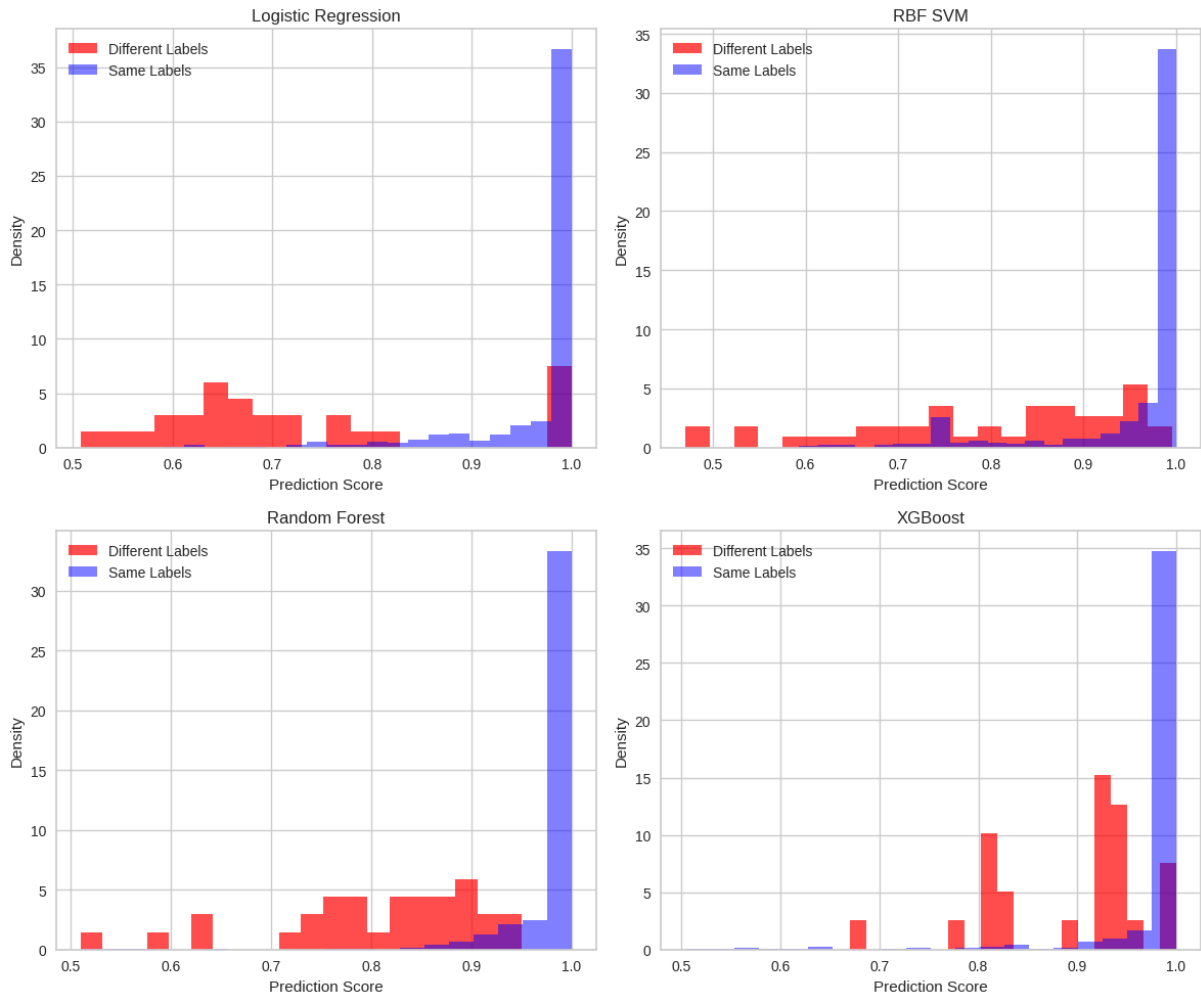 Logistic Regression
Different Labels
Same Labels
35
30
25
20
15
10
5
0
Density
0.5 0.6 0.7 0.8 0.9 1.0
Prediction Score
RBF SVM
Different Labels
Same Labels
35
30
25
20
15
10
5
0
Density
0.5 0.6 0.7 0.8 0.9 1.0
Prediction Score
Random Forest
Different Labels
Same Labels
30
25
20
15
10
5
0
Density
0.5 0.6 0.7 0.8 0.9 1.0
Prediction Score
XGBoost
Different Labels
Same Labels
35
30
25
20
15
10
5
0
Density
0.5 0.6 0.7 0.8 0.9 1.0
Prediction Score